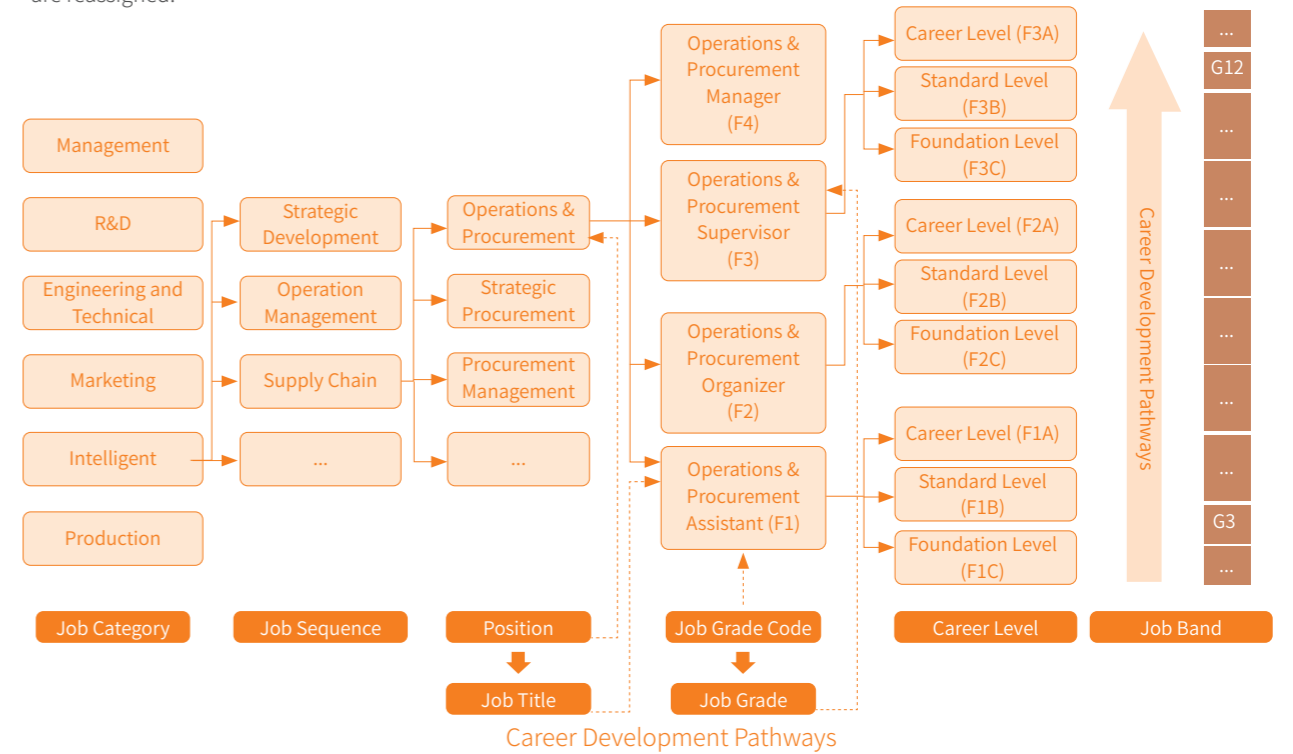 are reassigned.
Management
R&D
Engineering and
Technical
Marketing
Intelligent
Production
Strategic
Development
Operation
Management
Supply Chain
...
Operations &
Procurement
Strategic
Procurement
Procurement
Management
...
Operations &
Procurement
Manager
(F4)
Operations &
Procurement
Supervisor
(F3)
Operations &
Procurement
Organizer
(F2)
Operations &
Procurement
Assistant (F1)
Career Level (F3A)
Standard Level
(F3B)
Foundation Level
(F3C)
Career Level (F2A)
Standard Level
(F2B)
Foundation Level
(F2C)
Career Level (F1A)
Standard Level
(F1B)
Foundation Level
(F1C)
Career Development Pathways
...
G12
...
...
...
...
...
...
G3
...
Job Category
Job Sequence
Position
Job Grade Code
Career Level
Job Band
Job Title
Job Grade
Career Development Pathways